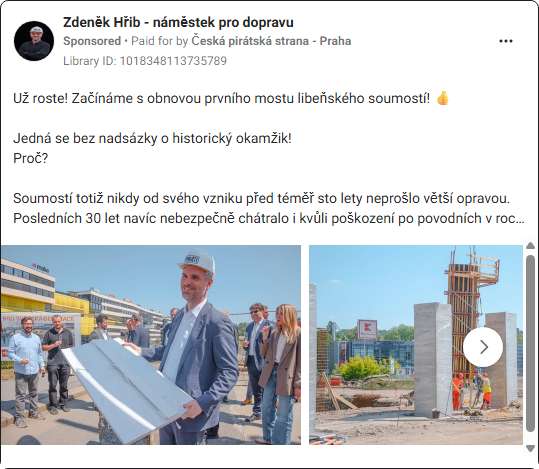 Zdeněk Hřib - náměstek pro dopravu
Sponsored • Paid for by Česká pirátská strana - Praha
Library ID: 1018348113735789
Už roste! Začínáme s obnovou prvního mostu libeňského soumostí! 👍
Jedná se bez nadsázky o historický okamžik!
Proč?
Soumostí totiž nikdy od svého vzniku před téměř sto lety neprošlo větší opravou.
Posledních 30 let navíc nebezpečně chátralo i kvůli poškození po povodních v roc...
K